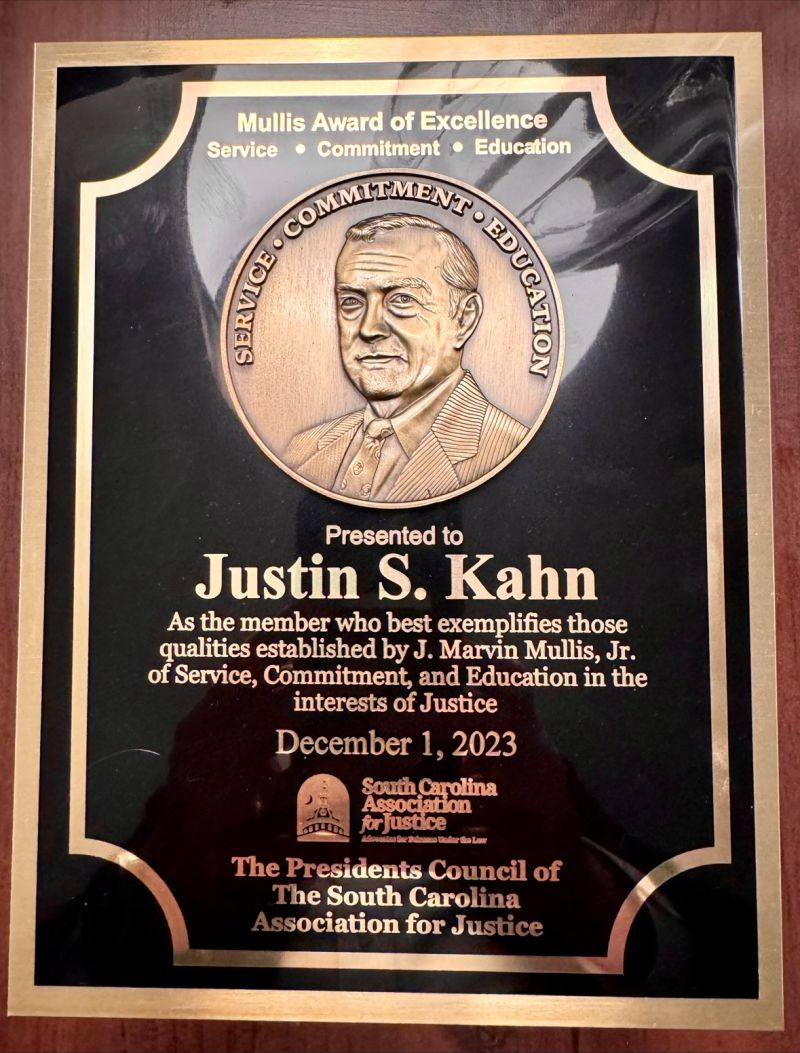 Mullis Award of Excellence
Service • Commitment • Education
SERVICE • COMMITMENT • EDUCATION
Presented to
Justin S. Kahn
As the member who best exemplifies those
qualities established by J. Marvin Mullis, Jr.
of Service, Commitment, and Education in the
interests of Justice
December 1, 2023
South Carolina
Association
for Justice
The Presidents Council of
The South Carolina
Association for Justice